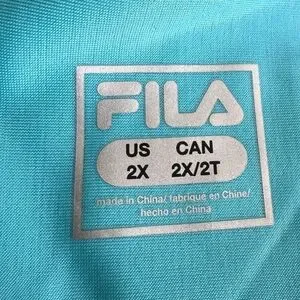 FILA
US CAN
2X 2X/2T
made in China/ fabriqué en Chine/
hecho en China